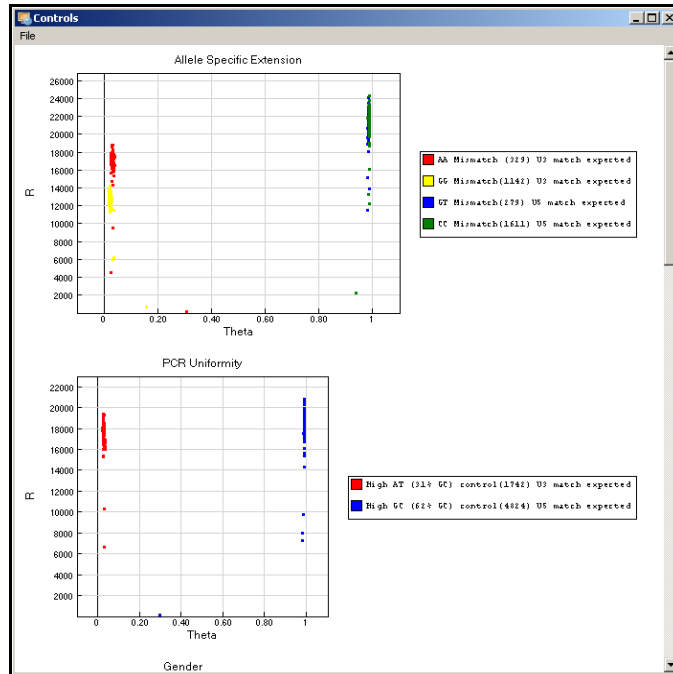 Controls
File
Allele Specific Extension
26000
24000
22000
20000
18000
16000
14000
12000
10000
8000
6000
4000
2000
R
0 0.20 0.40 0.60 0.80 1
Theta
AA Mismatch (329) U3 match expected
GG Mismatch(1142) U3 match expected
GT Mismatch(279) U5 match expected
CC Mismatch(1611) U5 match expected
PCR Uniformity
22000
20000
18000
16000
14000
12000
10000
8000
6000
4000
2000
R
0 0.20 0.40 0.60 0.80 1
Theta
High AT (31% GC) control(1742) U3 match expected
High GC (62% GC) control(4824) U5 match expected
Gender